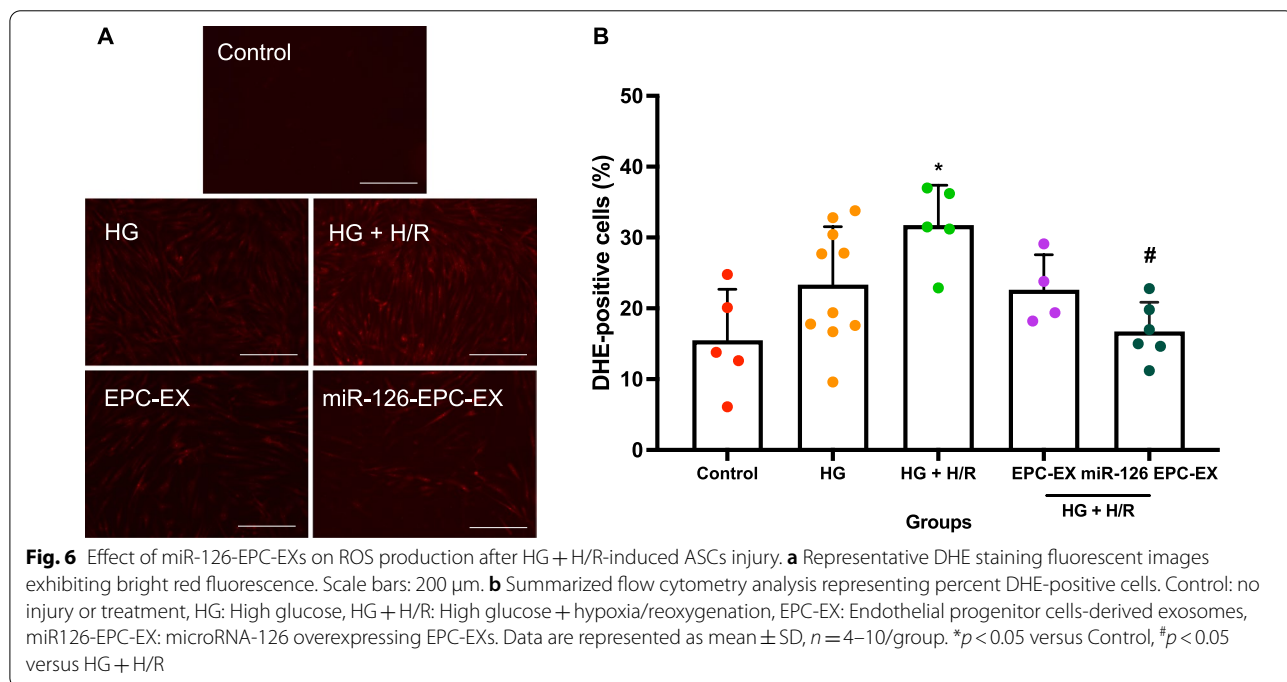 A
Control
HG
HG + H/R
EPC-EX
miR-126-EPC-EX
B
DHE-positive cells (%)
50
40
30
20
10
0
*
#
Control
HG
HG + H/R
EPC-EX
miR-126 EPC-EX
HG + H/R
Groups
Fig. 6 Effect of miR-126-EPC-EXs on ROS production after HG + H/R-induced ASCs injury. a Representative DHE staining fluorescent images
exhibiting bright red fluorescence. Scale bars: 200 µm. b Summarized flow cytometry analysis representing percent DHE-positive cells. Control: no
injury or treatment, HG: High glucose, HG + H/R: High glucose + hypoxia/reoxygenation, EPC-EX: Endothelial progenitor cells-derived exosomes,
miR126-EPC-EX: microRNA-126 overexpressing EPC-EXs. Data are represented as mean ± SD, n = 4–10/group. *p < 0.05 versus Control, #p < 0.05
versus HG + H/R